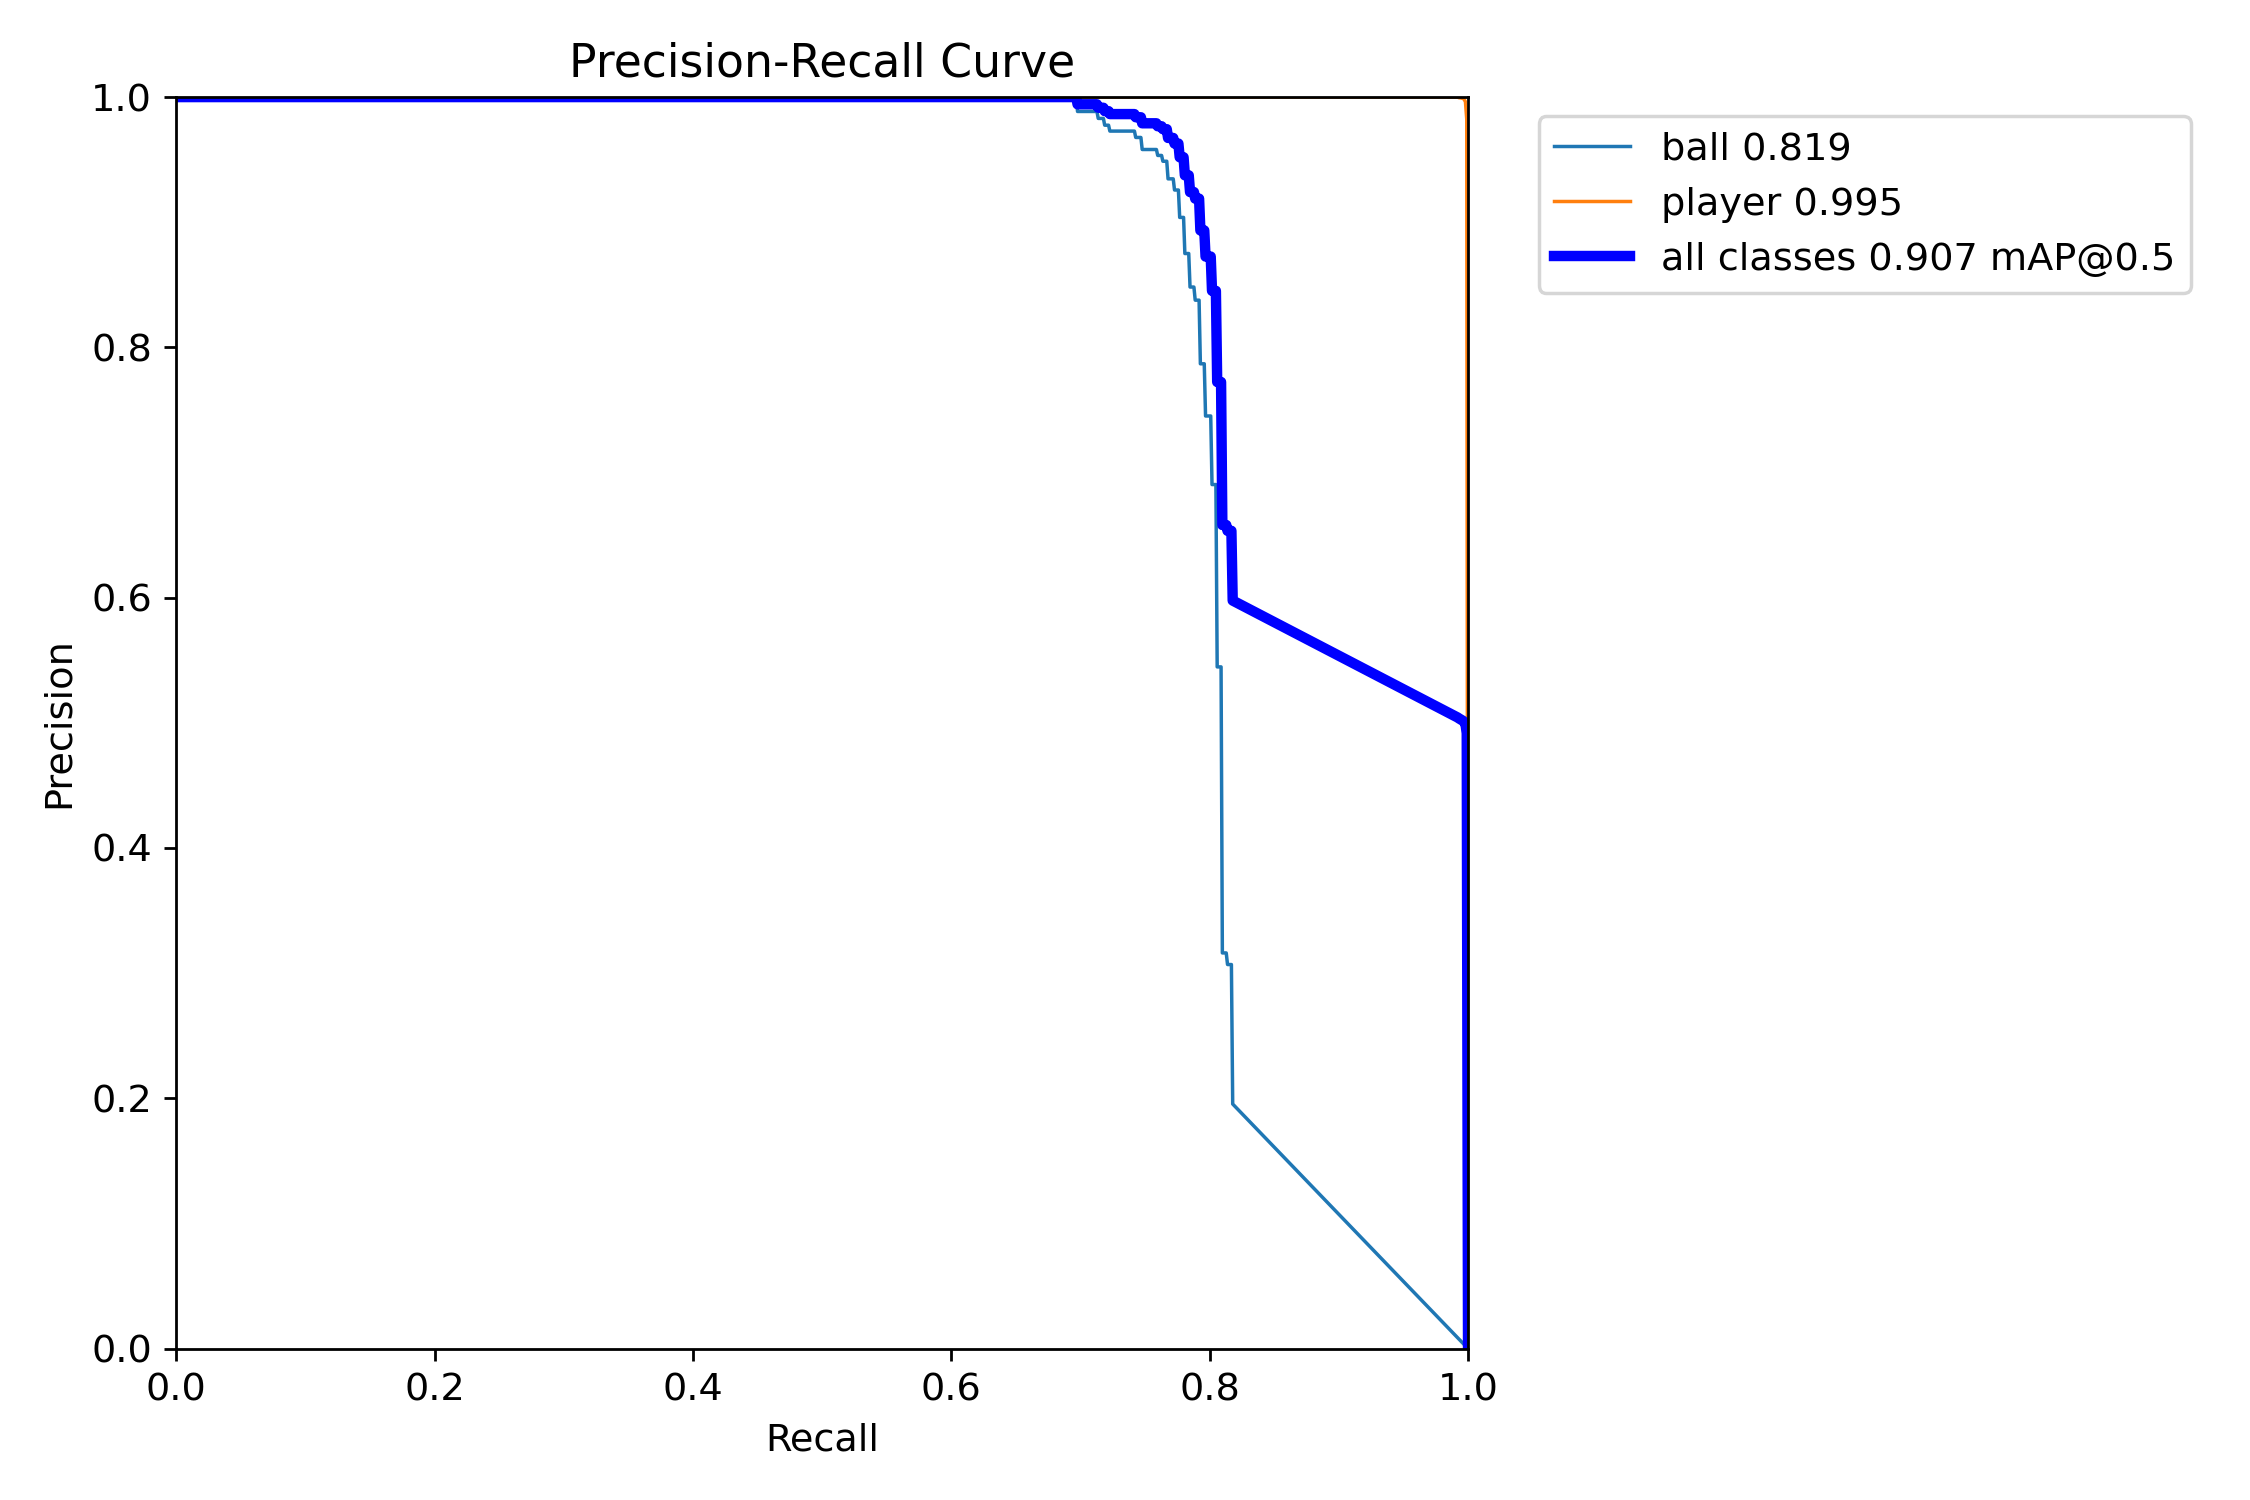 Precision-Recall Curve
1.0
0.8
0.6
0.4
0.2
0.0
Precision
0.0 0.2 0.4 0.6 0.8 1.0
Recall
ball 0.819
player 0.995
all classes 0.907 mAP@0.5